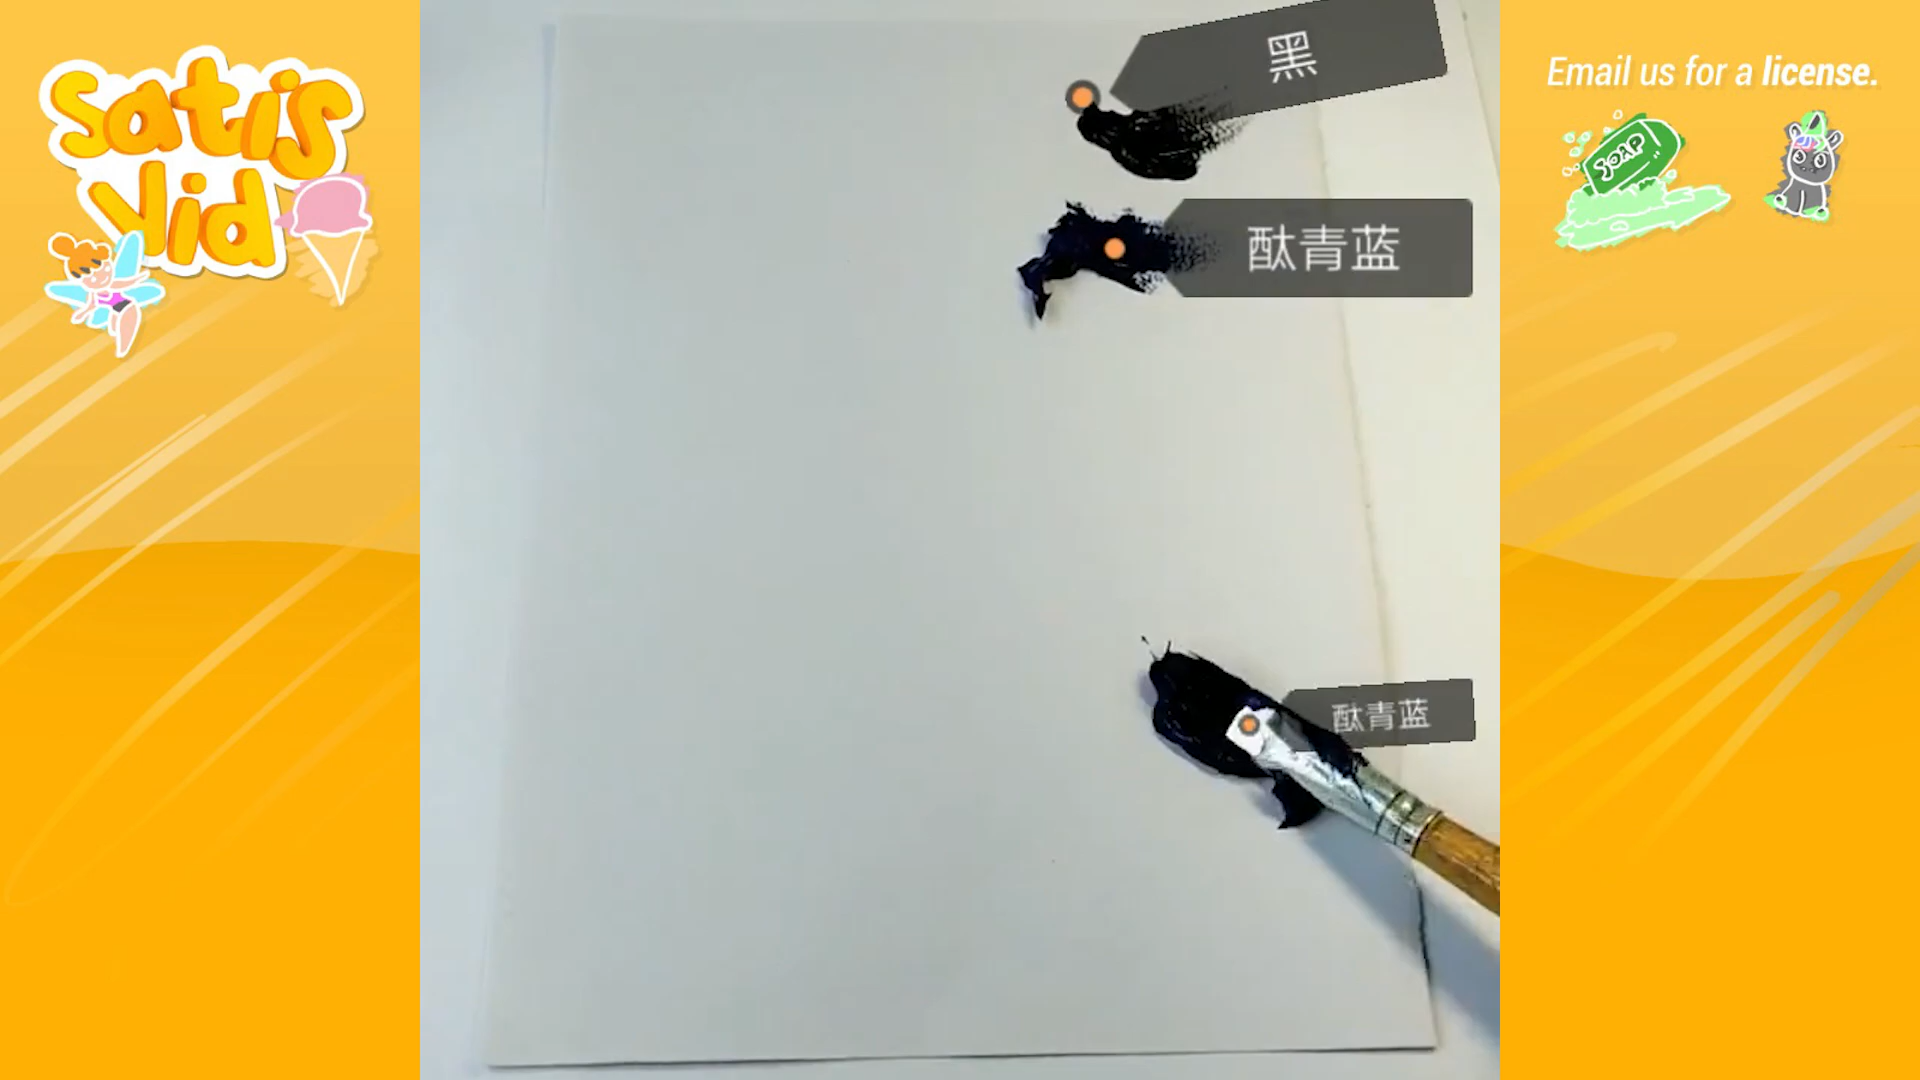 Satis
Vid
Email us for a license.
SOAP
黑
酞青蓝
酞青蓝